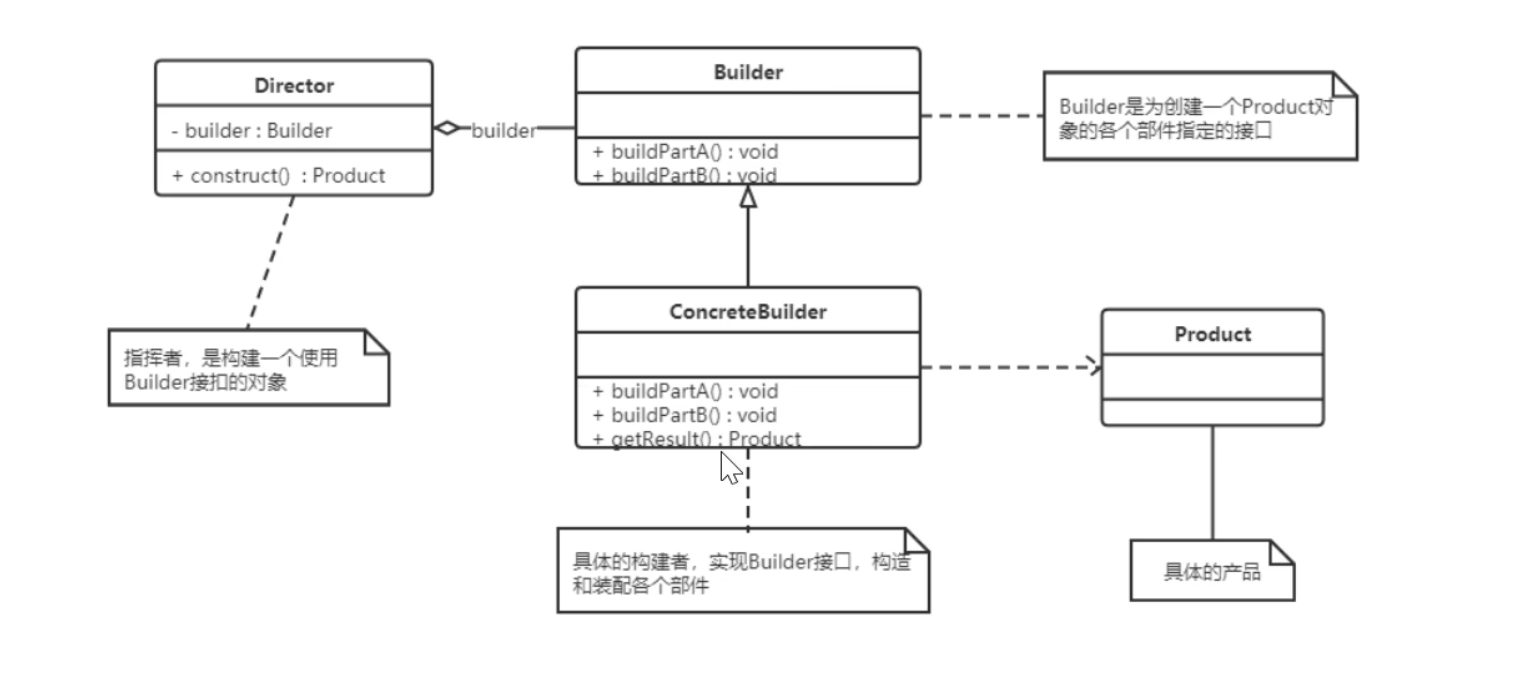 Director
- builder : Builder
+ construct() : Product
builder
Builder
+ buildPartA() : void
+ buildPartB() : void
Builder是为创建一个Product对
象的各个部件指定的接口
指挥者，是构建一个使用
Builder接扣的对象
ConcreteBuilder
+ buildPartA() : void
+ buildPartB() : void
+ getResult() : Product
Product
具体的构建者，实现Builder接口，构造
和装配各个部件
具体的产品